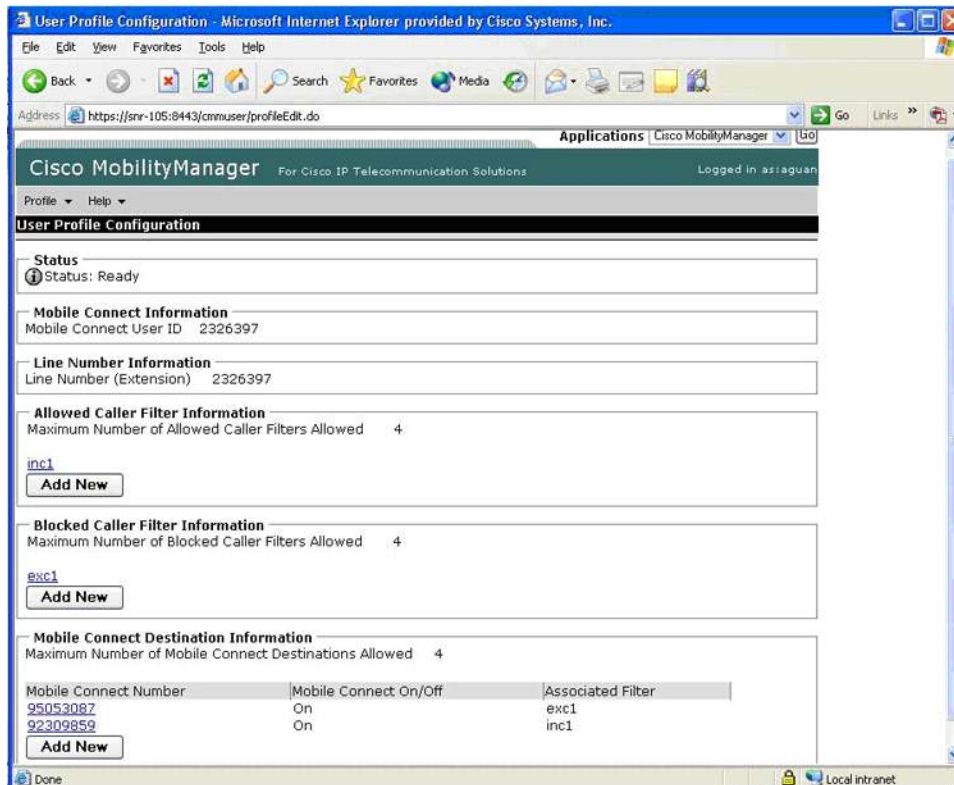 User Profile Configuration - Microsoft Internet Explorer provided by Cisco Systems, Inc.
File Edit View Favorites Tools Help
Back Search Favorites Media
Address https://snr-105:8443/cmmuser/profileEdit.do Go Links »
Applications Cisco MobilityManager Go
Cisco MobilityManager For Cisco IP Telecommunication Solutions Logged in as:aguan
Profile Help
User Profile Configuration
Status
Status: Ready
Mobile Connect Information
Mobile Connect User ID 2326397
Line Number Information
Line Number (Extension) 2326397
Allowed Caller Filter Information
Maximum Number of Allowed Caller Filters Allowed 4
inc1
Add New
Blocked Caller Filter Information
Maximum Number of Blocked Caller Filters Allowed 4
exc1
Add New
Mobile Connect Destination Information
Maximum Number of Mobile Connect Destinations Allowed 4
Mobile Connect Number Mobile Connect On/Off Associated Filter
95053087 On exc1
92309859 On inc1
Add New
Done Local intranet